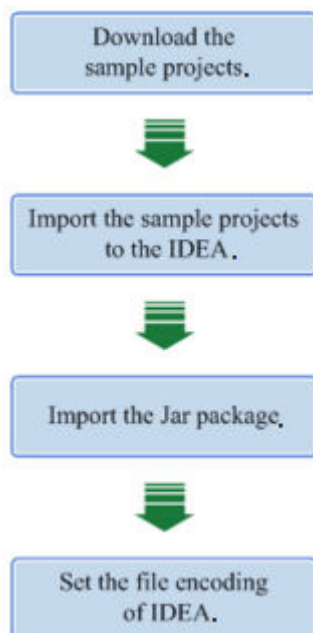 Download the
sample projects.
Import the sample projects
to the IDEA.
Import the Jar package.
Set the file encoding
of IDEA.